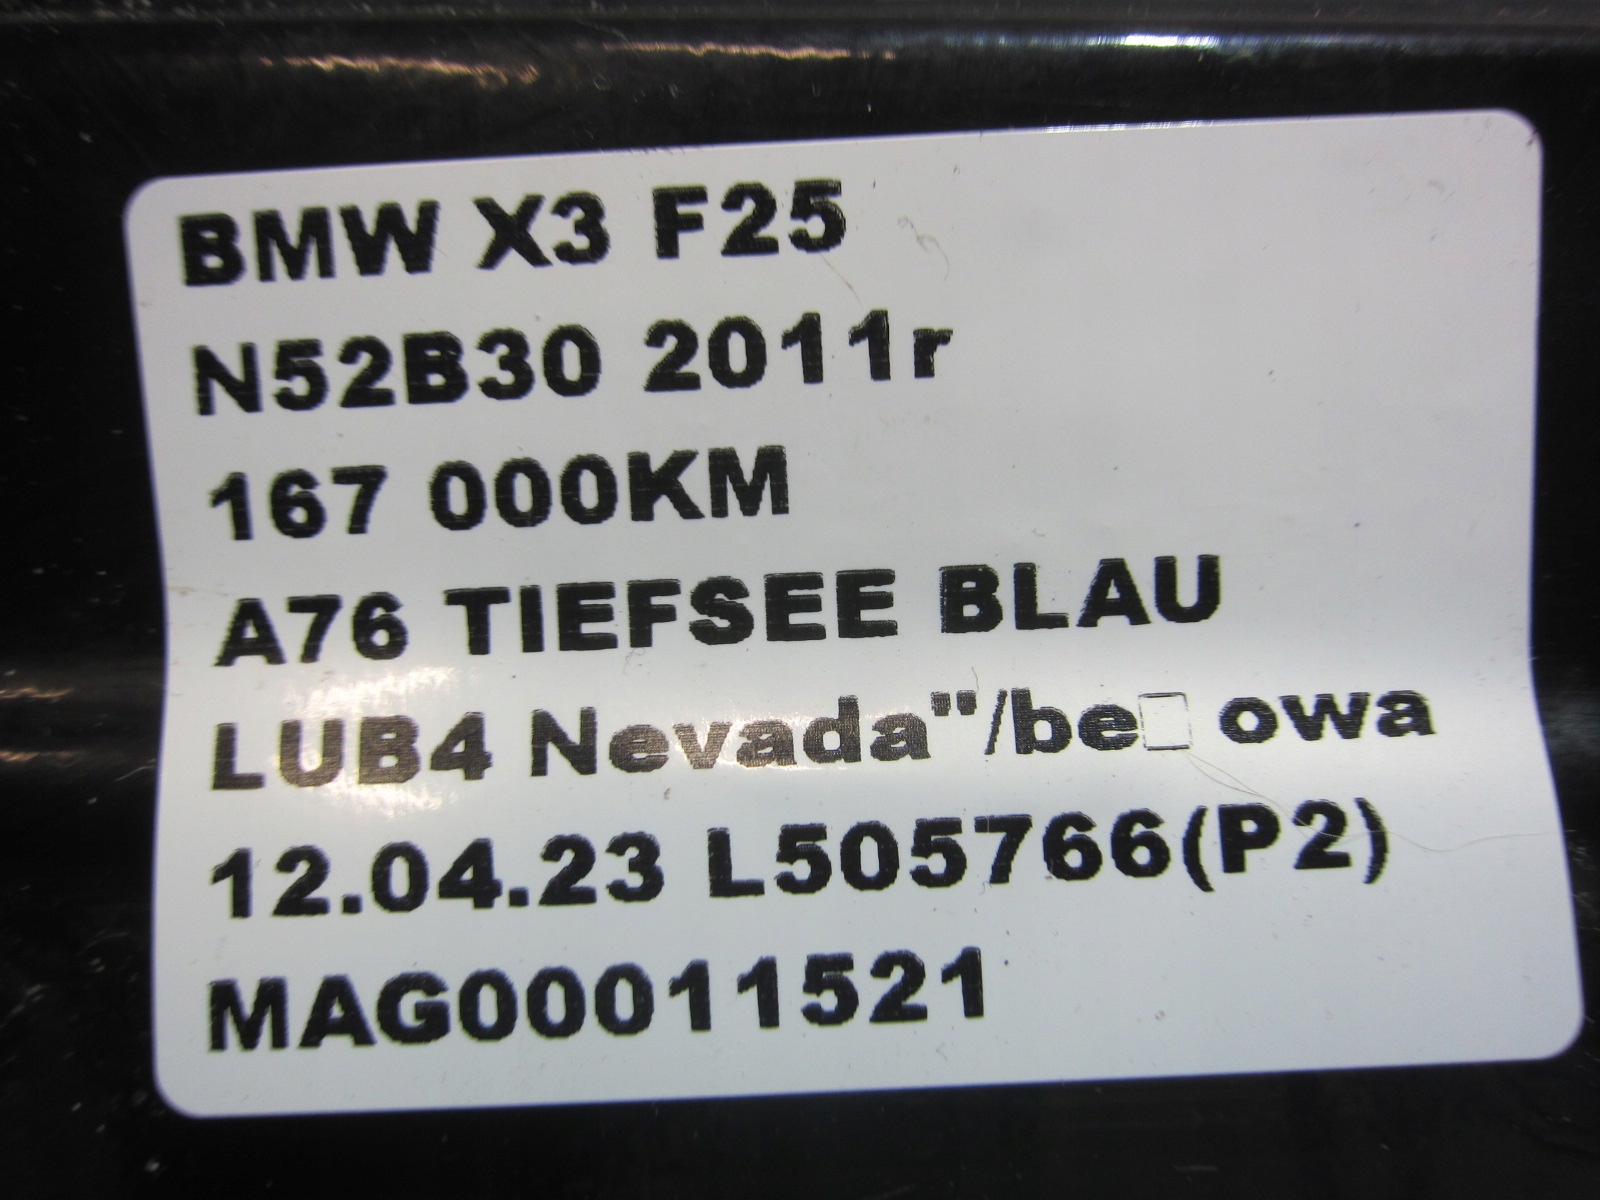 BMW X3 F25
N52B30 2011r
167 000KM
A76 TIEFSEE BLAU
LUB4 Nevada"/be□ owa
12.04.23 L505766(P2)
MAG00011521